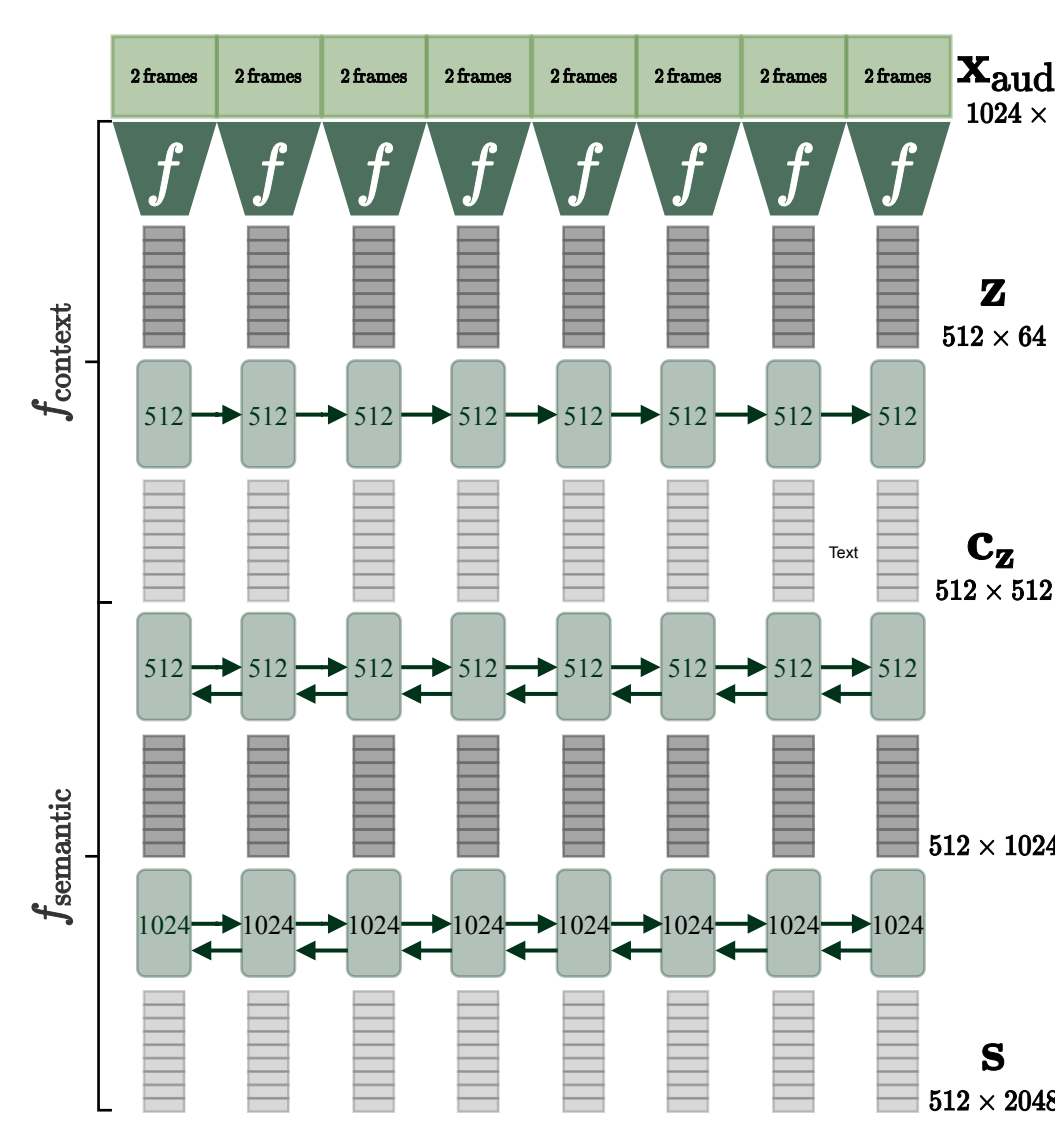 2 frames 2 frames 2 frames 2 frames 2 frames 2 frames 2 frames 2 frames
x_aud
1024 ×
f f f f f f f f
z
512 × 64
f_context
512 512 512 512 512 512 512 512
Text
c_z
512 × 512
512 512 512 512 512 512 512 512
512 × 1024
f_semantic
1024 1024 1024 1024 1024 1024 1024 1024
s
512 × 2048